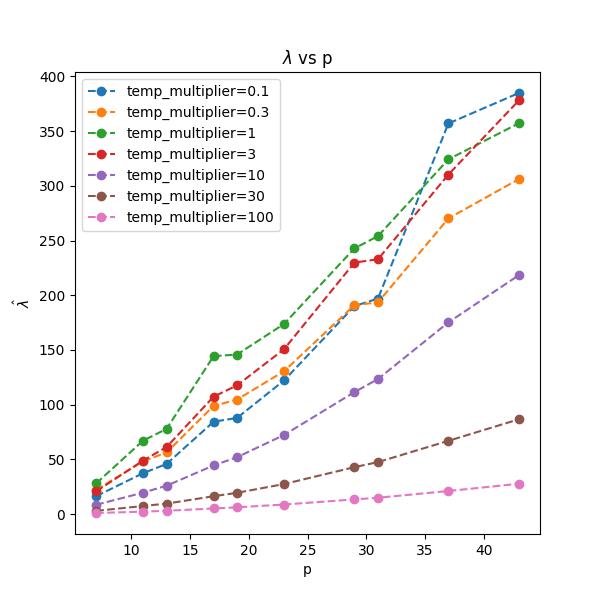 λ vs p
400
350
300
250
200
150
100
50
0
λ̂
temp_multiplier=0.1
temp_multiplier=0.3
temp_multiplier=1
temp_multiplier=3
temp_multiplier=10
temp_multiplier=30
temp_multiplier=100
10 15 20 25 30 35 40
p